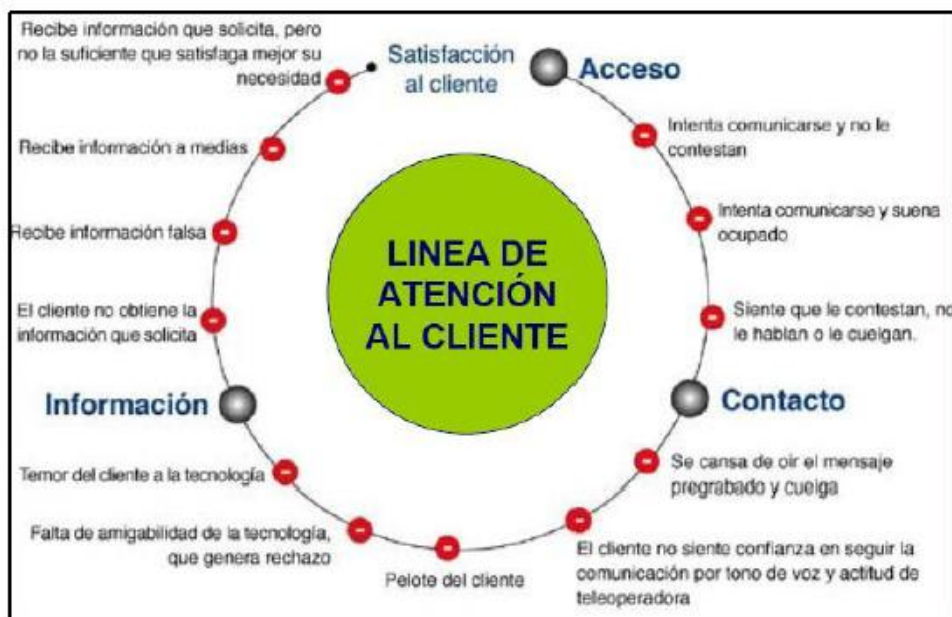 Recibe información que solicita, pero
no la suficiente que satisfaga mejor su
necesidad
Satisfacción
al cliente
Acceso
Intenta comunicarse y no le
contestan
Recibe información a medias
Intenta comunicarse y suena
ocupado
Recibe información falsa
LINEA DE
ATENCIÓN
AL CLIENTE
El cliente no obtiene la
información que solicita
Siente que le contestan, no
le hablan o le cuelgan.
Información
Contacto
Temor del cliente a la tecnología
Se cansa de oir el mensaje
pregrabado y cuelga
Falta de amigabilidad de la tecnología,
que genera rechazo
Pelote del cliente
El cliente no siente confianza en seguir la
comunicación por tono de voz y actitud de
teleoperadora